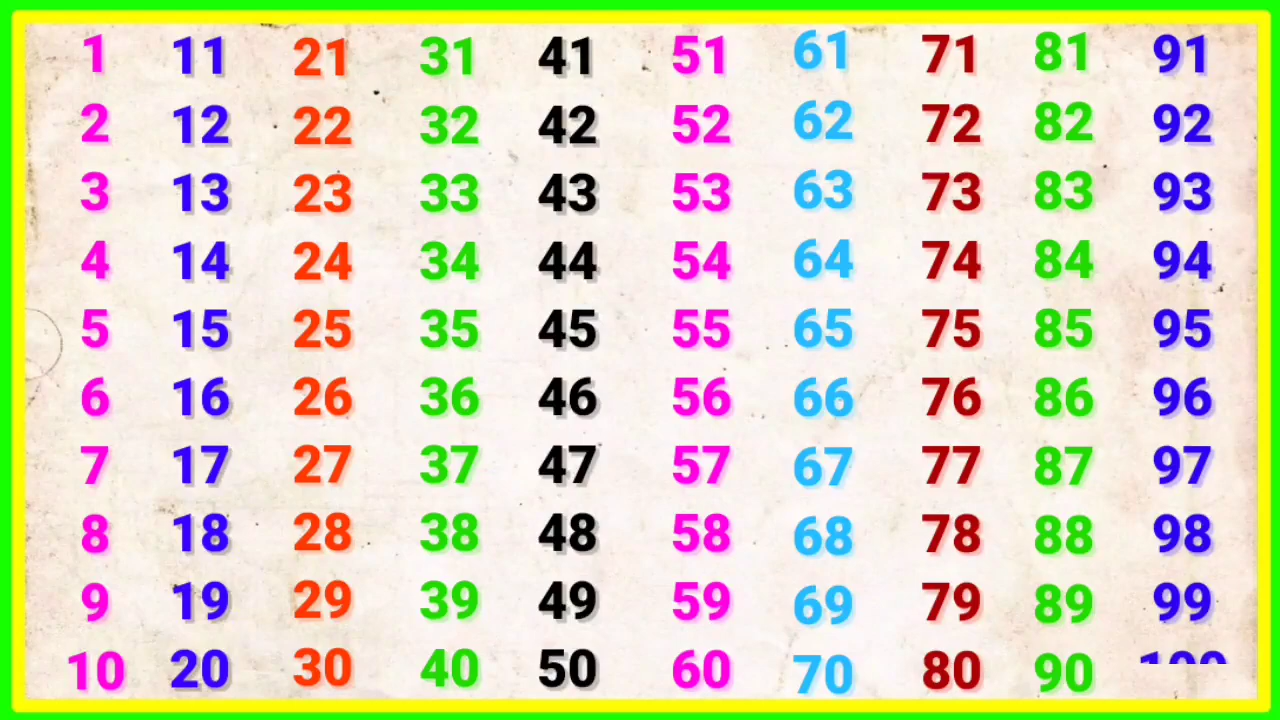 1 11 21 31 41 51 61 71 81 91
2 12 22 32 42 52 62 72 82 92
3 13 23 33 43 53 63 73 83 93
4 14 24 34 44 54 64 74 84 94
5 15 25 35 45 55 65 75 85 95
6 16 26 36 46 56 66 76 86 96
7 17 27 37 47 57 67 77 87 97
8 18 28 38 48 58 68 78 88 98
9 19 29 39 49 59 69 79 89 99
10 20 30 40 50 60 70 80 90 100